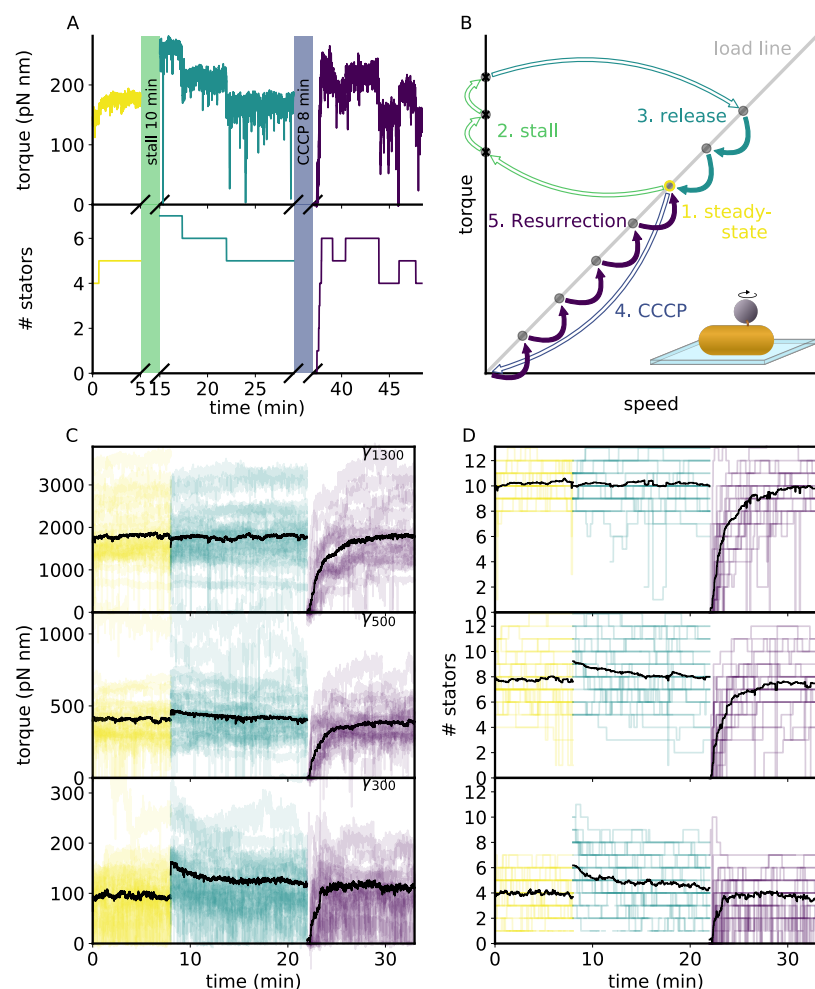 A
torque (pN nm)
200
100
0
stall 10 min
CCCP 8 min
# stators
6
4
2
0
0 5 15 20 25 40 45
time (min)
B
load line
3. release
2. stall
1. steady-
state
5. Resurrection
4. CCCP
torque
speed
C
γ1300
3000
2000
1000
0
γ500
torque (pN nm)
1000
500
0
γ300
300
200
100
0
0 10 20 30
time (min)
D
12
10
8
6
4
2
0
# stators
12
10
8
6
4
2
0
12
10
8
6
4
2
0
0 10 20 30
time (min)